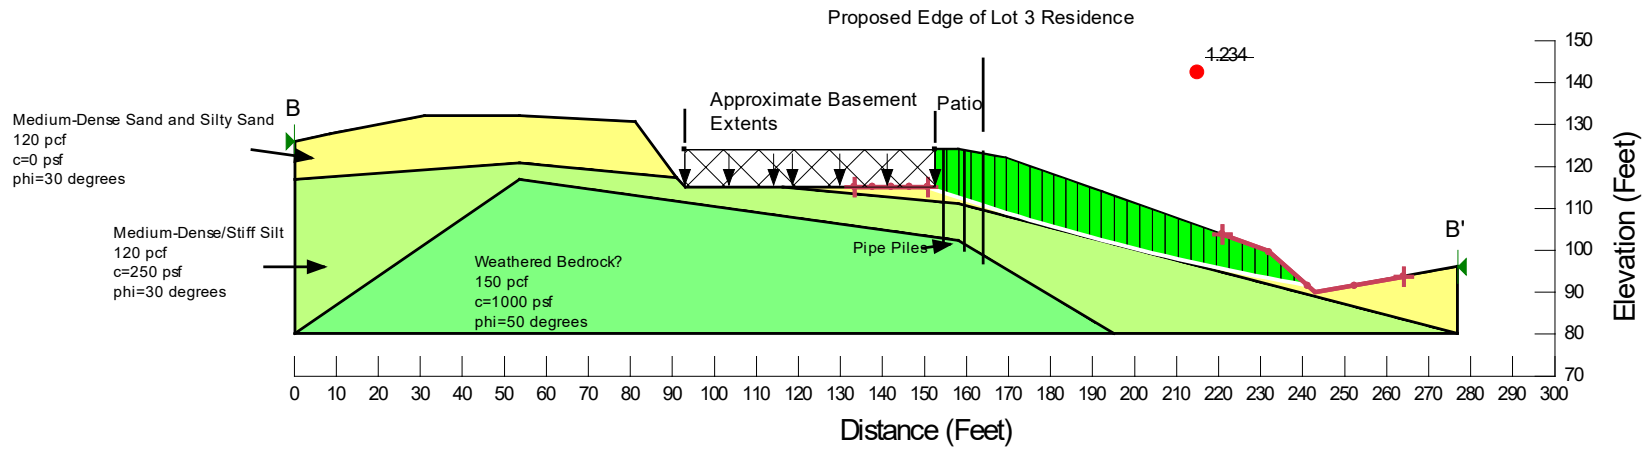 Proposed Edge of Lot 3 Residence
1.234
B
Medium-Dense Sand and Silty Sand
120 pcf
c=0 psf
phi=30 degrees
Approximate Basement
Extents
Patio
Medium-Dense/Stiff Silt
120 pcf
c=250 psf
phi=30 degrees
Weathered Bedrock?
150 pcf
c=1000 psf
phi=50 degrees
Pipe Piles
B'
150
140
130
120
110
100
90
80
70
Elevation (Feet)
0 10 20 30 40 50 60 70 80 90 100 110 120 130 140 150 160 170 180 190 200 210 220 230 240 250 260 270 280 290 300
Distance (Feet)